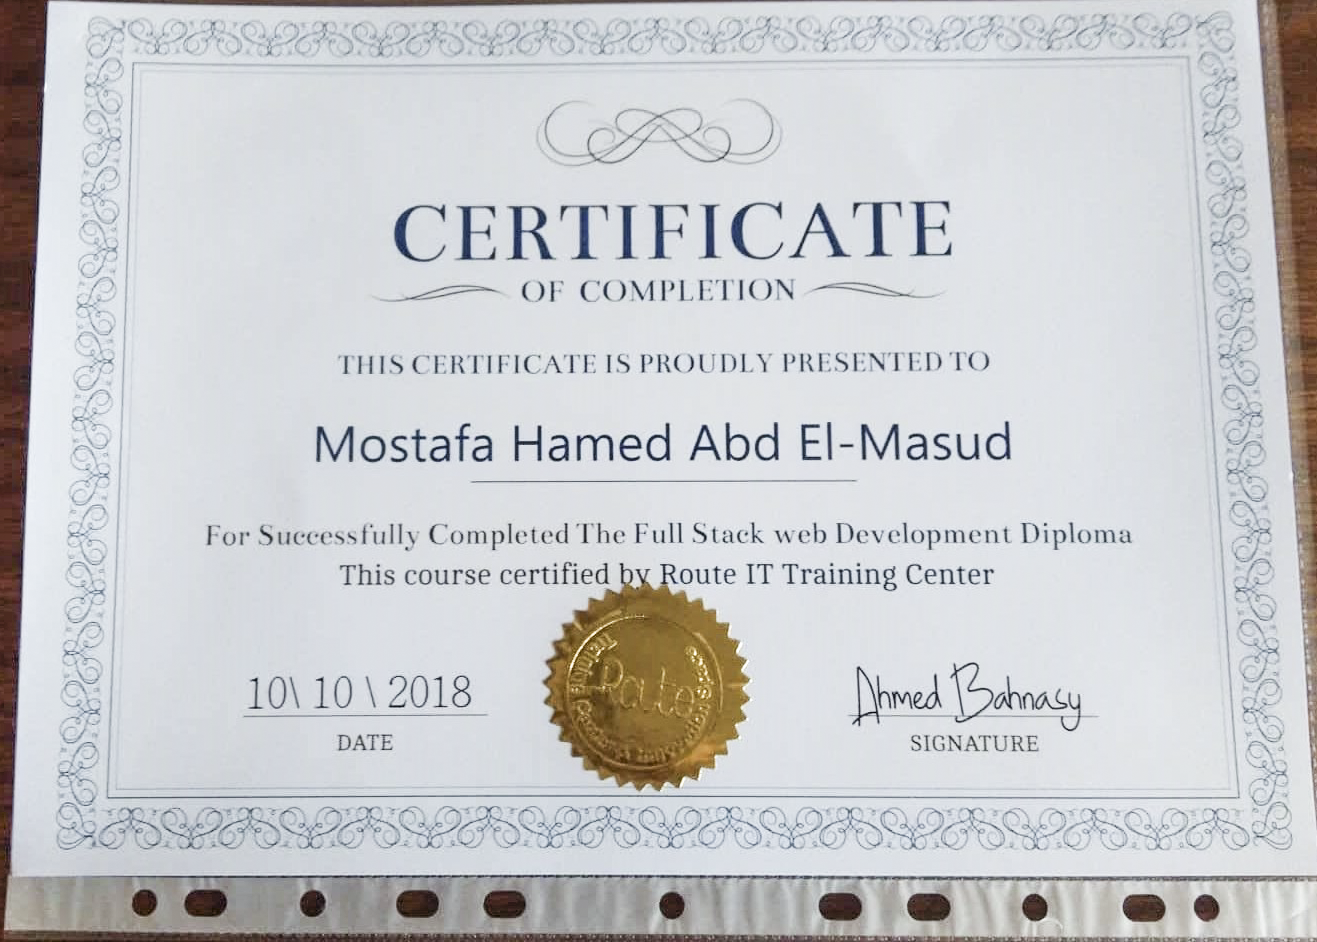 CERTIFICATE
OF COMPLETION
THIS CERTIFICATE IS PROUDLY PRESENTED TO
Mostafa Hamed Abd El-Masud
For Successfully Completed The Full Stack web Development Diploma
This course certified by Route IT Training Center
10\ 10 \ 2018
DATE
Ahmed Bahnasy
SIGNATURE